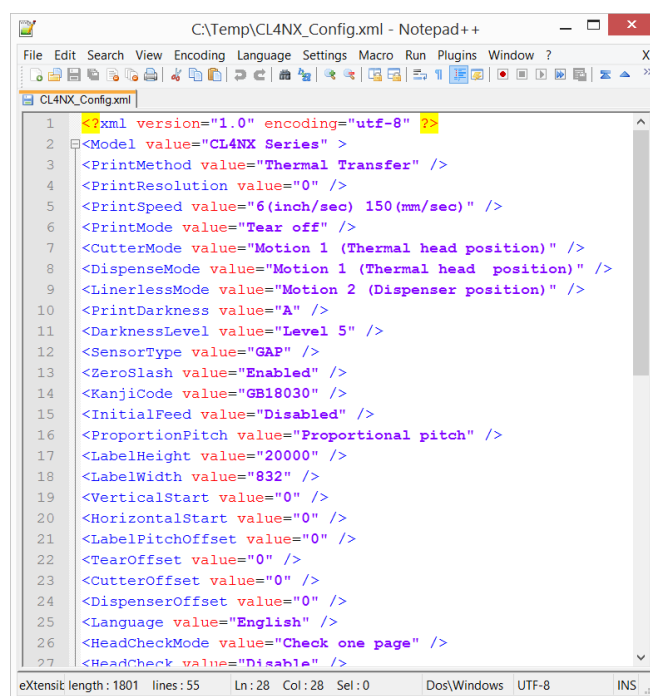 C:\Temp\CL4NX_Config.xml - Notepad++
File Edit Search View Encoding Language Settings Macro Run Plugins Window ? X
CL4NX_Config.xml
1 <?xml version="1.0" encoding="utf-8" ?>
2 <Model value="CL4NX Series" >
3 <PrintMethod value="Thermal Transfer" />
4 <PrintResolution value="0" />
5 <PrintSpeed value="6(inch/sec) 150(mm/sec)" />
6 <PrintMode value="Tear off" />
7 <CutterMode value="Motion 1 (Thermal head position)" />
8 <DispenseMode value="Motion 1 (Thermal head  position)" />
9 <LinerlessMode value="Motion 2 (Dispenser position)" />
10 <PrintDarkness value="A" />
11 <DarknessLevel value="Level 5" />
12 <SensorType value="GAP" />
13 <ZeroSlash value="Enabled" />
14 <KanjiCode value="GB18030" />
15 <InitialFeed value="Disabled" />
16 <ProportionPitch value="Proportional pitch" />
17 <LabelHeight value="20000" />
18 <LabelWidth value="832" />
19 <VerticalStart value="0" />
20 <HorizontalStart value="0" />
21 <LabelPitchOffset value="0" />
22 <TearOffset value="0" />
23 <CutterOffset value="0" />
24 <DispenserOffset value="0" />
25 <Language value="English" />
26 <HeadCheckMode value="Check one page" />
27 <HeadCheck value="Disable" />
eXtensit length : 1801 lines : 55 Ln : 28 Col : 28 Sel : 0 Dos\Windows UTF-8 INS